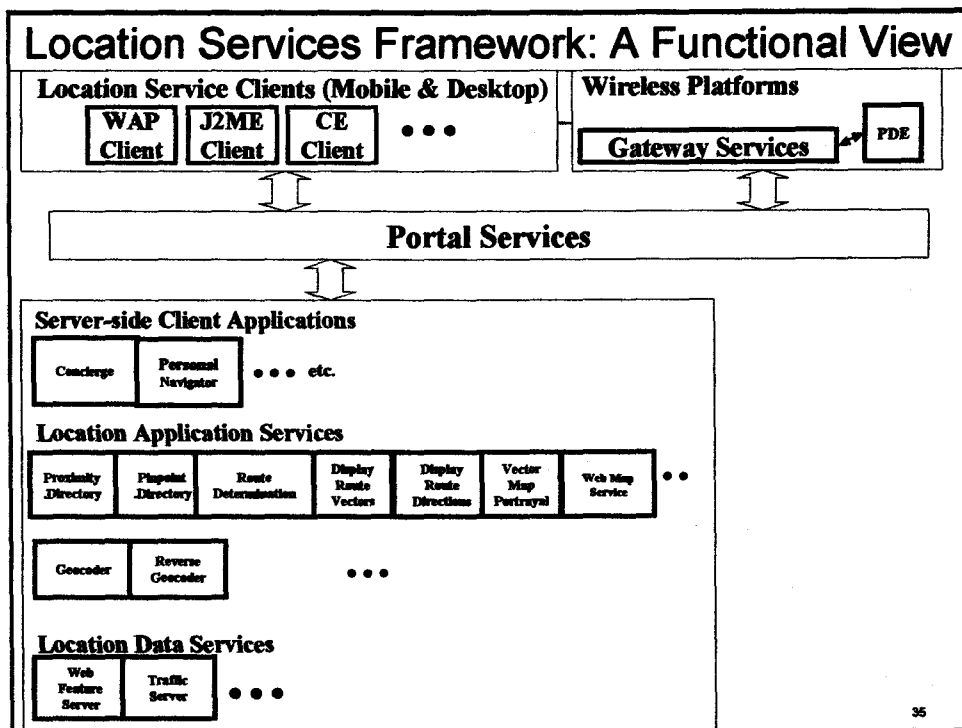 Location Services Framework: A Functional View
Location Service Clients (Mobile & Desktop)
WAP Client
J2ME Client
CE Client
• • •
Wireless Platforms
Gateway Services
PDE
Portal Services
Server-side Client Applications
Concierge
Personal Navigator
• • • etc.
Location Application Services
Proximity Directory
Pinpoint Directory
Route Determination
Display Route Vectors
Display Route Directions
Vector Map Portrayal
Web Map Service
• •
Geocoder
Reverse Geocoder
• • •
Location Data Services
Web Feature Server
Traffic Server
• • •
35